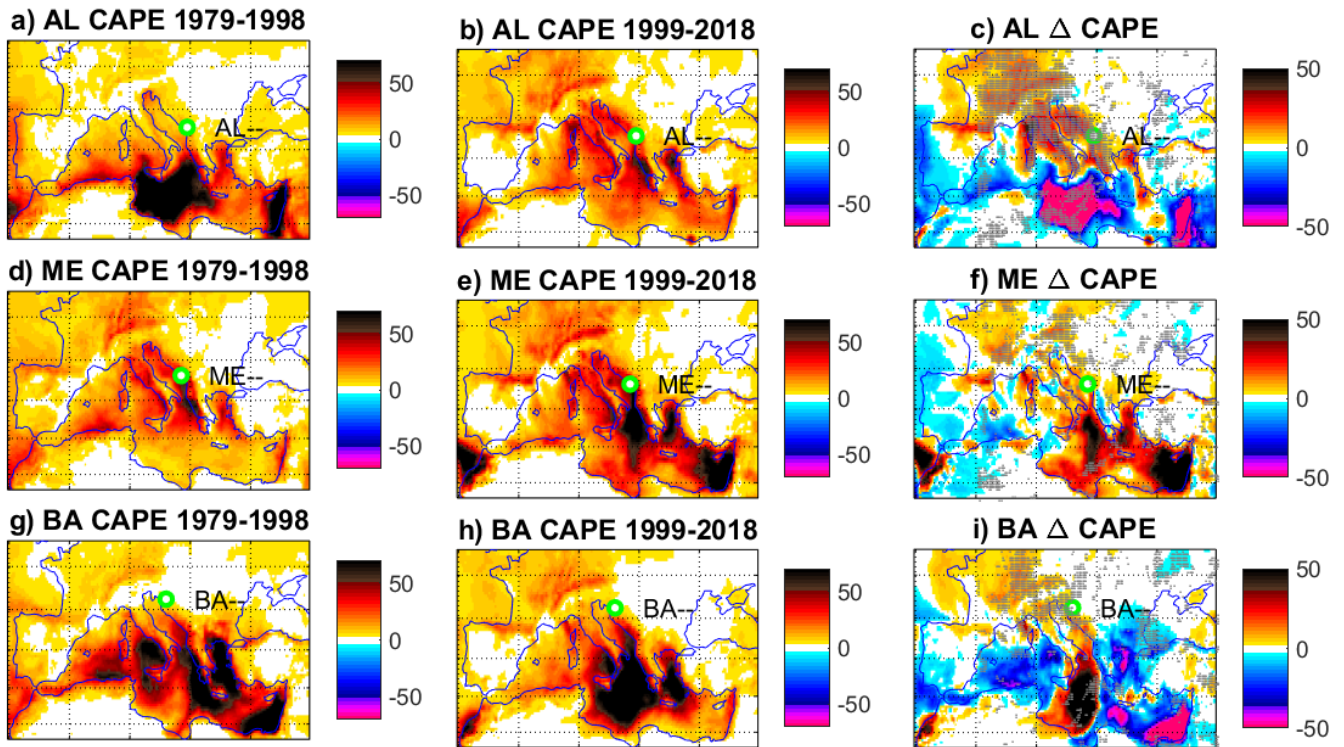 a) AL CAPE 1979-1998
50
0
-50
AL--
b) AL CAPE 1999-2018
50
0
-50
AL--
c) AL △ CAPE
50
0
-50
AL--
d) ME CAPE 1979-1998
50
0
-50
ME--
e) ME CAPE 1999-2018
50
0
-50
ME--
f) ME △ CAPE
50
0
-50
ME--
g) BA CAPE 1979-1998
50
0
-50
BA--
h) BA CAPE 1999-2018
50
0
-50
BA--
i) BA △ CAPE
50
0
-50
BA--